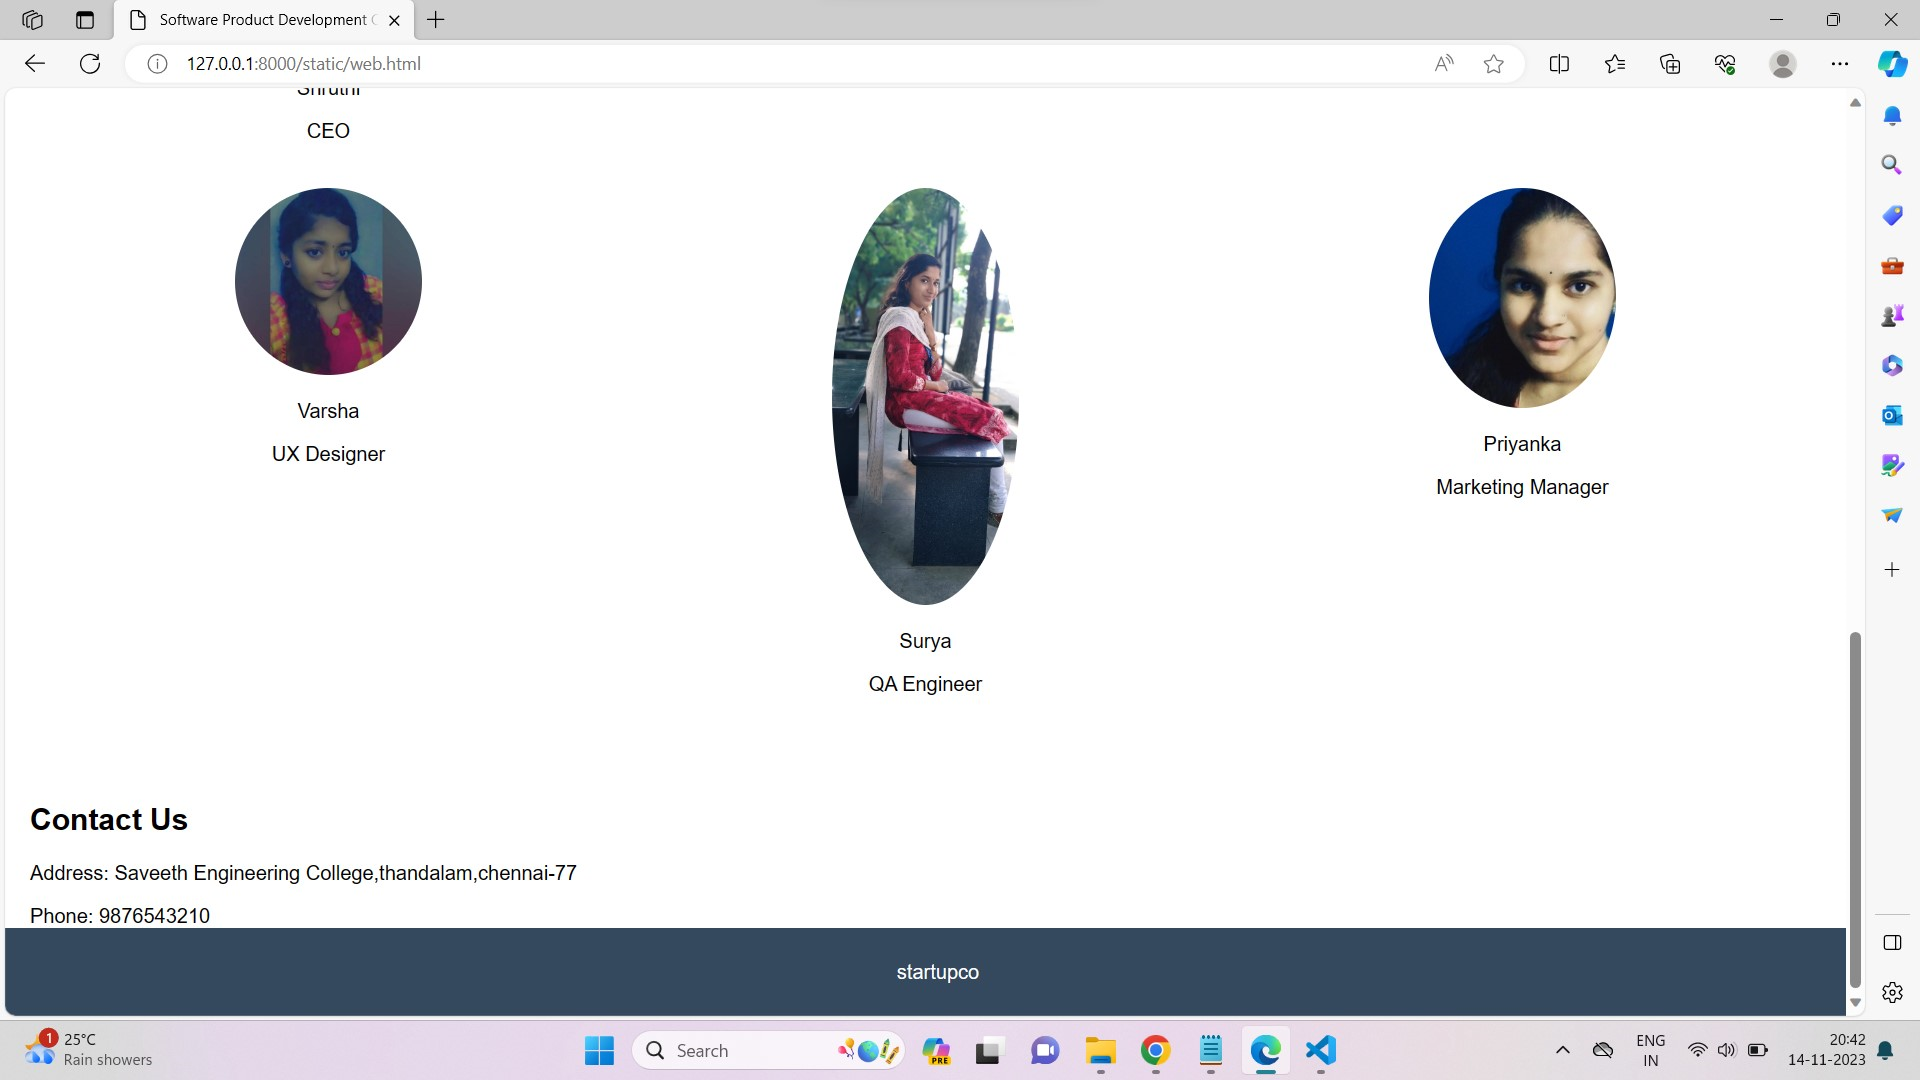 Software Product Development C
127.0.0.1:8000/static/web.html
Shruthi
CEO
Varsha
UX Designer
Surya
QA Engineer
Priyanka
Marketing Manager
Contact Us
Address: Saveeth Engineering College,thandalam,chennai-77
Phone: 9876543210
startupco
1
25°C
Rain showers
Search
PRE
ENG
IN
20:42
14-11-2023